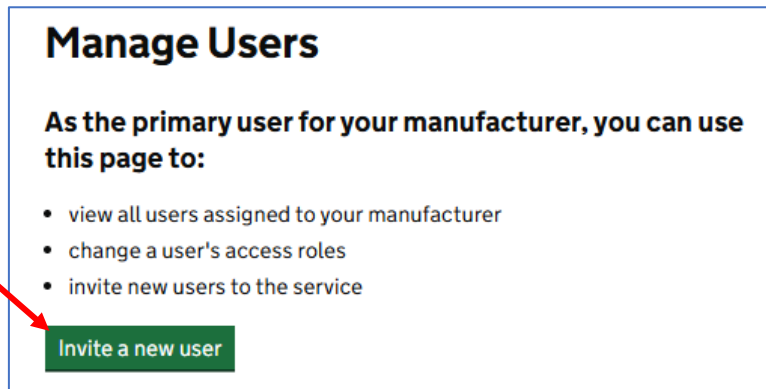 Manage Users
As the primary user for your manufacturer, you can use
this page to:
• view all users assigned to your manufacturer
• change a user's access roles
• invite new users to the service
Invite a new user